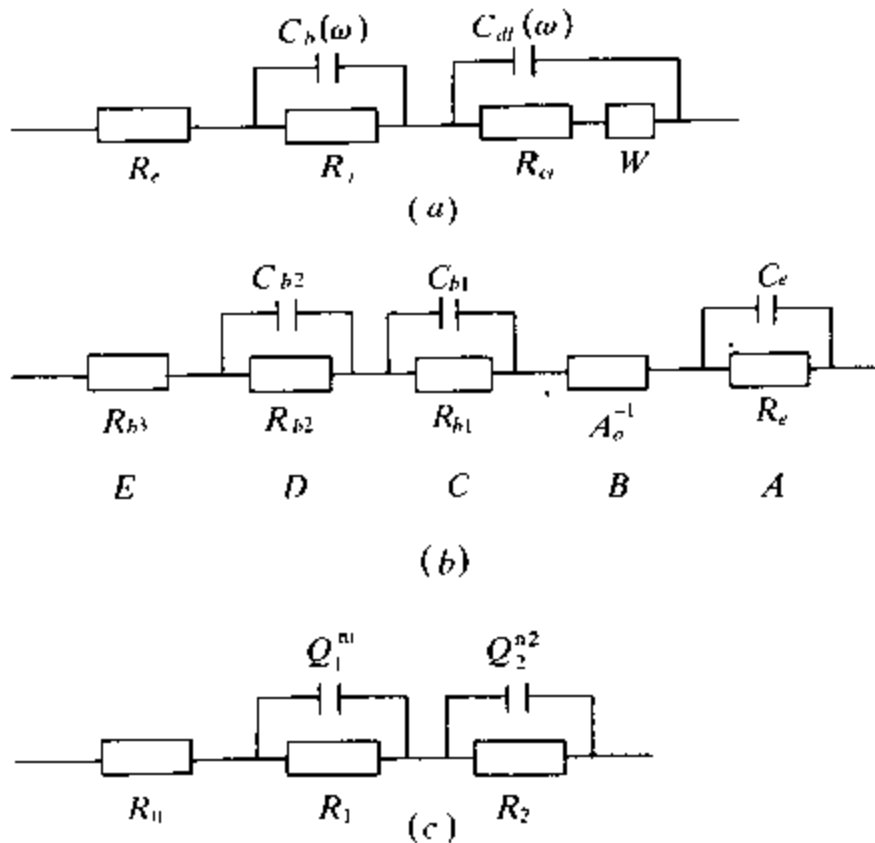 C_b(ω) C_dl(ω)
R_e R_i R_ct W
(a)
C_b2 C_b1 C_e
R_b3 R_b2 R_b1 A_o^-1 R_e
E D C B A
(b)
Q_1^n1 Q_2^n2
R_0 R_1 R_2
(c)